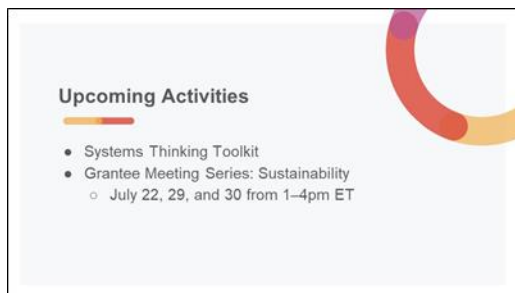 Upcoming Activities
● Systems Thinking Toolkit
● Grantee Meeting Series: Sustainability
○ July 22, 29, and 30 from 1–4pm ET